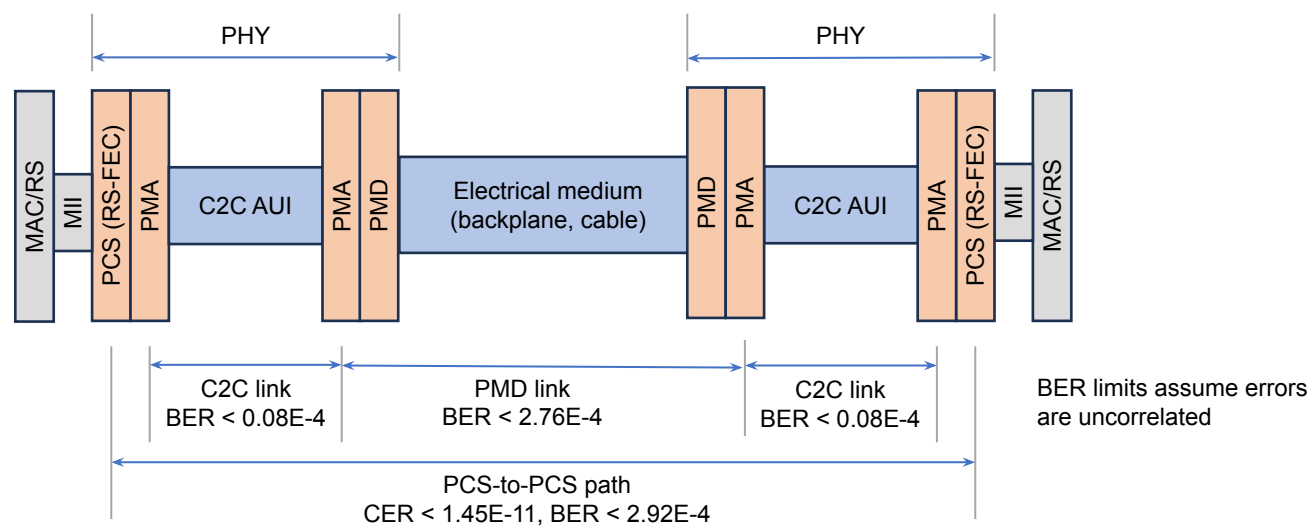 PHY
PHY
MAC/RS
MII
PCS (RS-FEC)
PMA
C2C AUI
PMA
PMD
Electrical medium
(backplane, cable)
PMD
PMA
C2C AUI
PMA
PCS (RS-FEC)
MII
MAC/RS
C2C link
BER < 0.08E-4
PMD link
BER < 2.76E-4
C2C link
BER < 0.08E-4
BER limits assume errors
are uncorrelated
PCS-to-PCS path
CER < 1.45E-11, BER < 2.92E-4